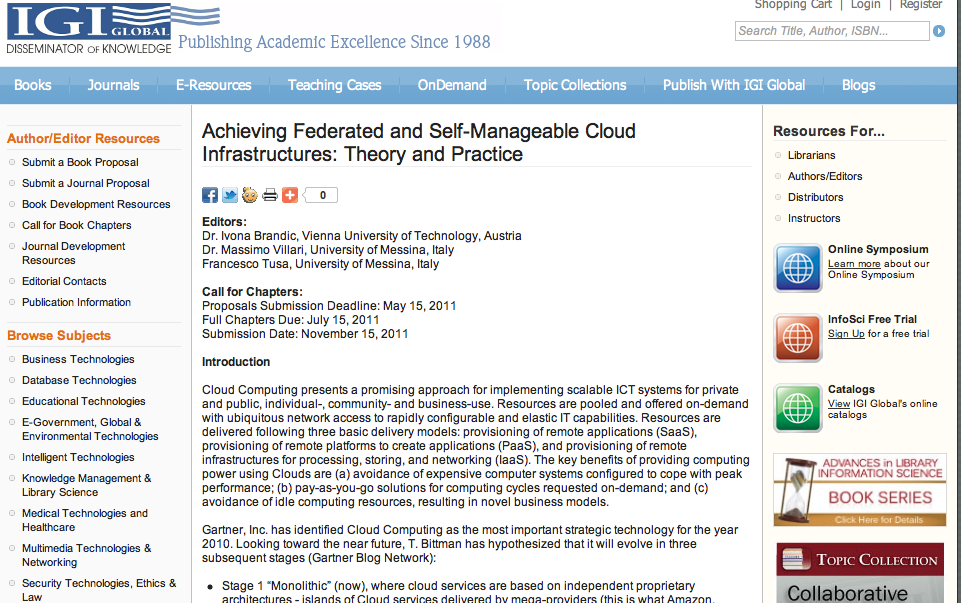 Shopping Cart | Login | Register
IGI GLOBAL
DISSEMINATOR OF KNOWLEDGE
Publishing Academic Excellence Since 1988
Search Title, Author, ISBN...
Books Journals E-Resources Teaching Cases OnDemand Topic Collections Publish With IGI Global Blogs
Author/Editor Resources
Submit a Book Proposal
Submit a Journal Proposal
Book Development Resources
Call for Book Chapters
Journal Development
Resources
Editorial Contacts
Publication Information
Browse Subjects
Business Technologies
Database Technologies
Educational Technologies
E-Government, Global &
Environmental Technologies
Intelligent Technologies
Knowledge Management &
Library Science
Medical Technologies and
Healthcare
Multimedia Technologies &
Networking
Security Technologies, Ethics &
Law
Achieving Federated and Self-Manageable Cloud
Infrastructures: Theory and Practice
0
Editors:
Dr. Ivona Brandic, Vienna University of Technology, Austria
Dr. Massimo Villari, University of Messina, Italy
Francesco Tusa, University of Messina, Italy
Call for Chapters:
Proposals Submission Deadline: May 15, 2011
Full Chapters Due: July 15, 2011
Submission Date: November 15, 2011
Introduction
Cloud Computing presents a promising approach for implementing scalable ICT systems for private
and public, individual-, community- and business-use. Resources are pooled and offered on-demand
with ubiquitous network access to rapidly configurable and elastic IT capabilities. Resources are
delivered following three basic delivery models: provisioning of remote applications (SaaS),
provisioning of remote platforms to create applications (PaaS), and provisioning of remote
infrastructures for processing, storing, and networking (IaaS). The key benefits of providing computing
power using Clouds are (a) avoidance of expensive computer systems configured to cope with peak
performance; (b) pay-as-you-go solutions for computing cycles requested on-demand; and (c)
avoidance of idle computing resources, resulting in novel business models.
Gartner, Inc. has identified Cloud Computing as the most important strategic technology for the year
2010. Looking toward the near future, T. Bittman has hypothesized that it will evolve in three
subsequent stages (Gartner Blog Network):
Stage 1 “Monolithic” (now), where cloud services are based on independent proprietary
architectures - islands of Cloud services delivered by mega-providers (this is what Amazon,
Resources For...
Librarians
Authors/Editors
Distributors
Instructors
Online Symposium
Learn more about our
Online Symposium
InfoSci Free Trial
Sign Up for a free trial
Catalogs
View IGI Global's online
catalogs
ADVANCES in LIBRARY
INFORMATION SCIENCE
BOOK SERIES
Click Here for Details
TOPIC COLLECTION
Collaborative